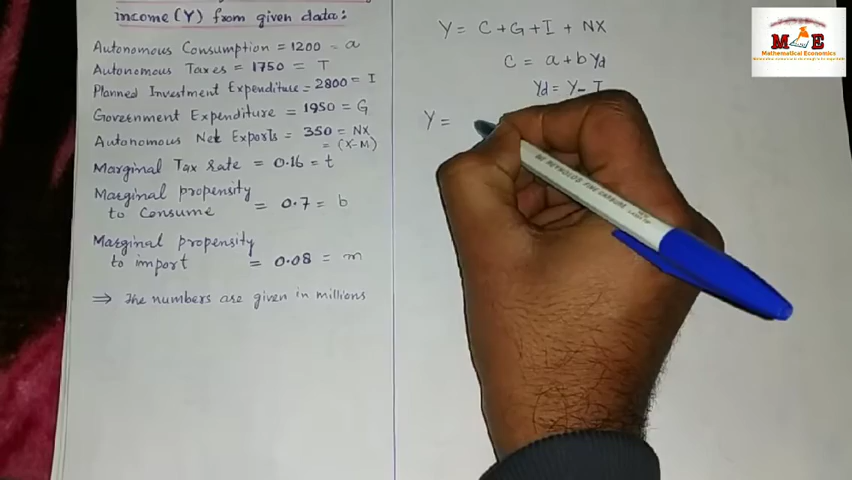 income (Y) from given data:
Autonomous Consumption = 1200 = a
Autonomous Taxes = 1750 = T
Planned Investment Expenditure = 2800 = I
Government Expenditure = 1950 = G
Autonomous Net Exports = 350 = NX
= (X-M)
Marginal Tax rate = 0.16 = t
Marginal propensity
to Consume = 0.7 = b
Marginal propensity
to import = 0.08 = m
⇒ The numbers are given in millions
Y = C + G + I + NX
C = a + b Yd
Yd = Y - T
Y =
M E
Mathematical Economics